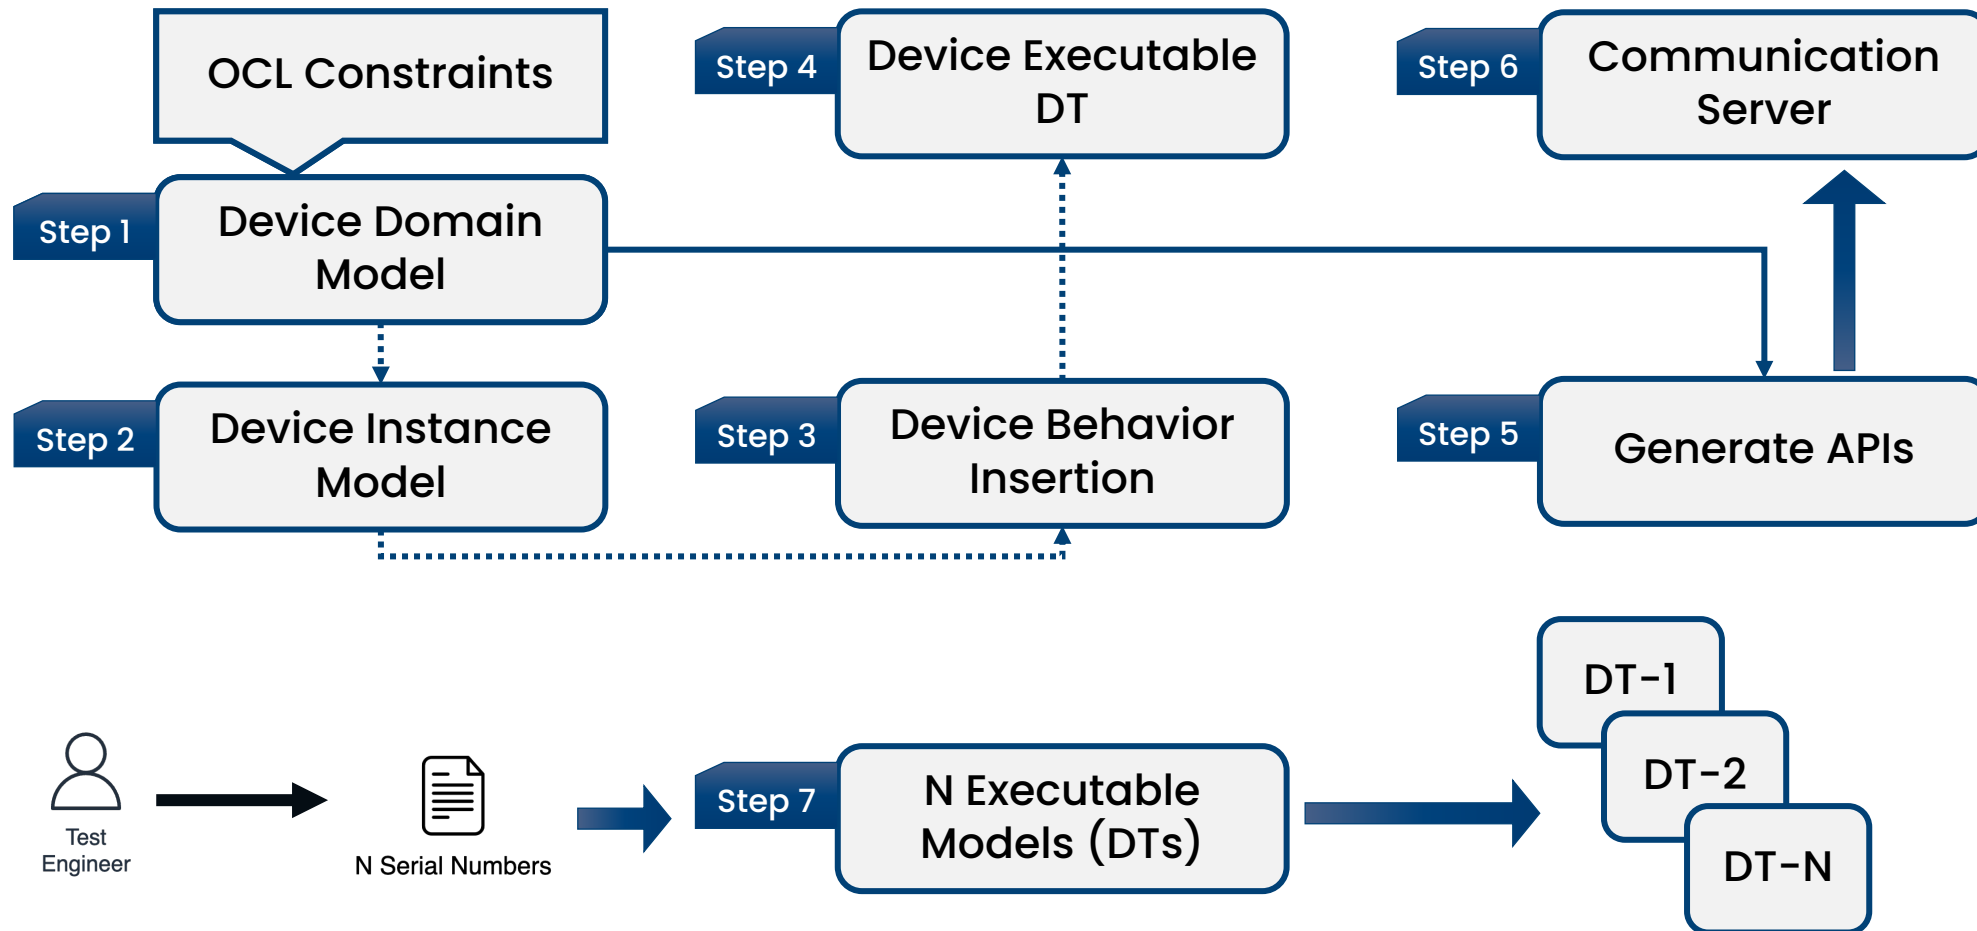 OCL Constraints
Step 1
Device Domain
Model
Step 2
Device Instance
Model
Step 3
Device Behavior
Insertion
Step 4
Device Executable
DT
Step 5
Generate APIs
Step 6
Communication
Server
Test
Engineer
N Serial Numbers
Step 7
N Executable
Models (DTs)
DT-1
DT-2
DT-N